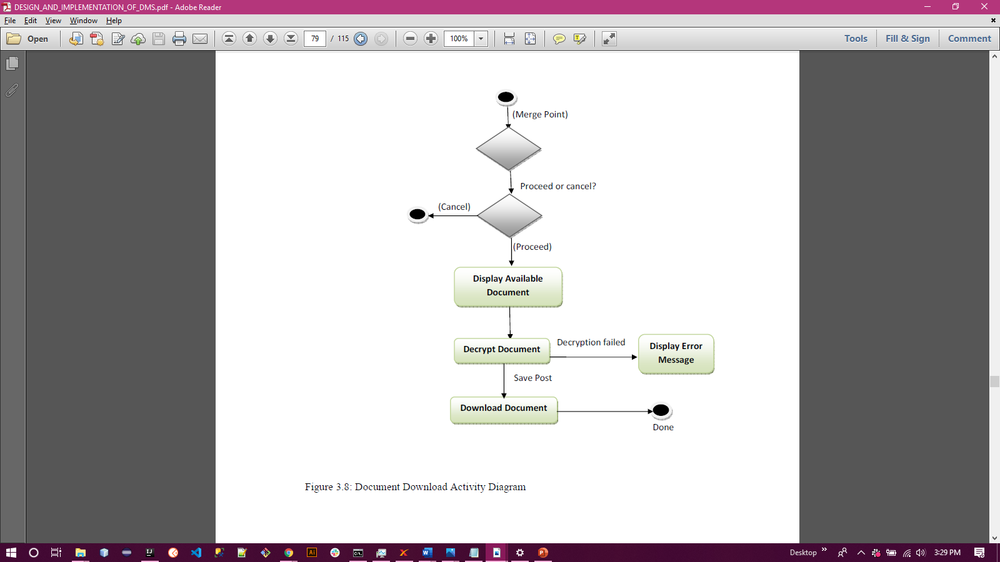 DESIGN_AND_IMPLEMENTATION_OF_DMS.pdf - Adobe Reader
File Edit View Window Help
Open 79 / 115 100% Tools Fill & Sign Comment
(Merge Point)
Proceed or cancel?
(Cancel)
(Proceed)
Display Available
Document
Decrypt Document
Decryption failed
Display Error
Message
Save Post
Download Document
Done
Figure 3.8: Document Download Activity Diagram
Desktop 3:29 PM